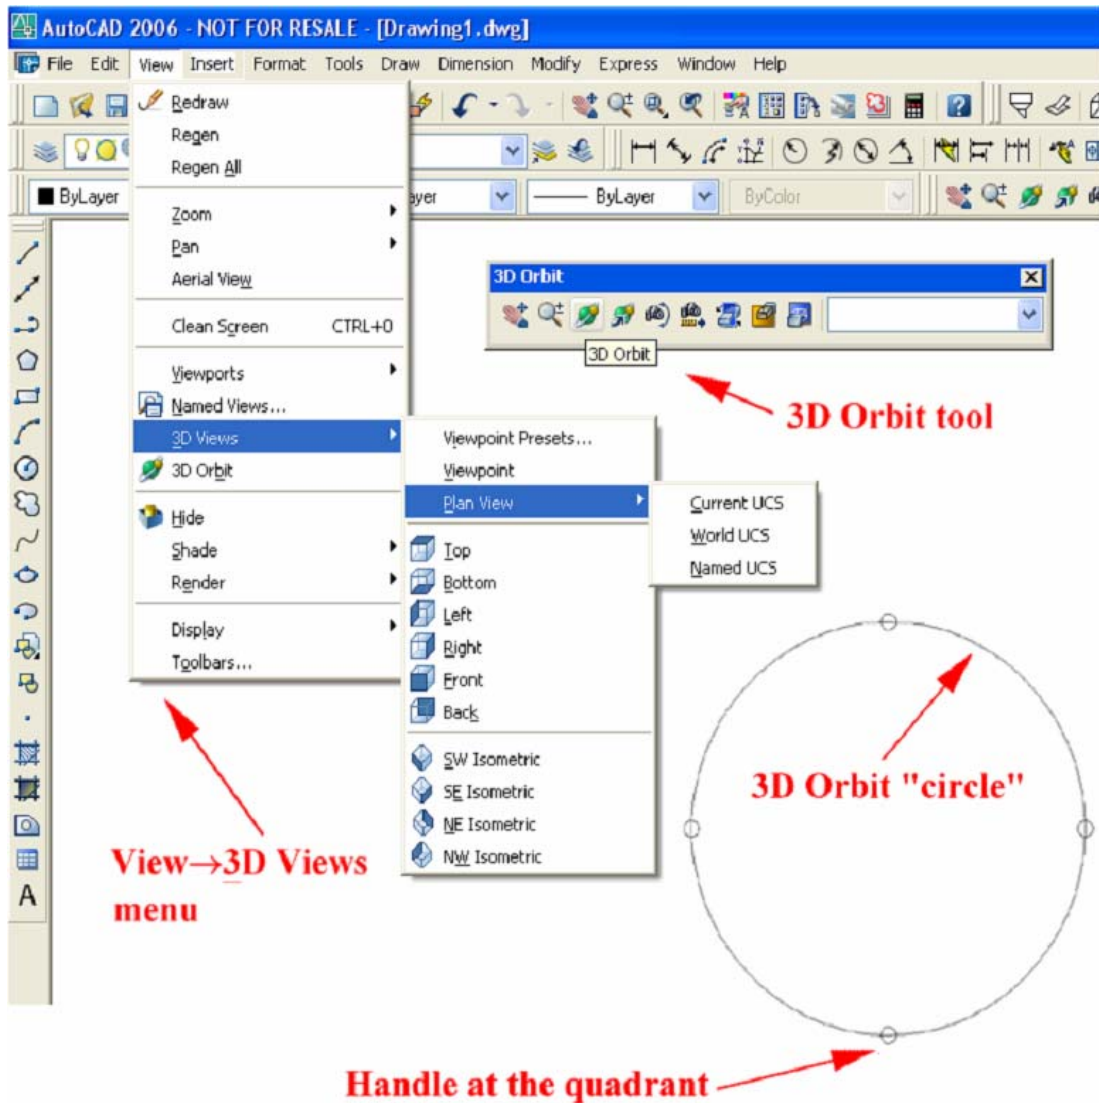 AutoCAD 2006 - NOT FOR RESALE - [Drawing1.dwg]
File Edit View Insert Format Tools Draw Dimension Modify Express Window Help
Redraw
Regen
Regen All
ByLayer
ayer
ByLayer
ByColor
Zoom
Pan
Aerial View
Clean Screen CTRL+0
Viewports
Named Views...
3D Views
3D Orbit
Hide
Shade
Render
Display
Toolbars...
3D Orbit
3D Orbit
3D Orbit tool
Viewpoint Presets...
Viewpoint
Plan View
Top
Bottom
Left
Right
Front
Back
SW Isometric
SE Isometric
NE Isometric
NW Isometric
Current UCS
World UCS
Named UCS
A
3D Orbit "circle"
View→3D Views
menu
Handle at the quadrant